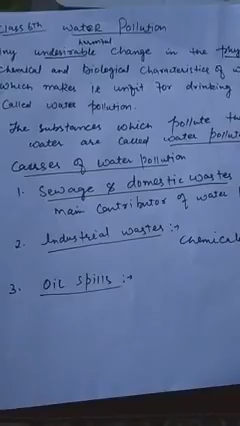 Class 6th Water Pollution
harmful
Any undesirable change in the
Chemical and Biological Characteristics of
which makes it unfit for drinking
Called water pollution.
The substances which pollute
water are called water
Causes of water pollution
1. Sewage & domestic wastes
main contributor of water
2. Industrial wastes :→
Chemical
3. Oil spills :→